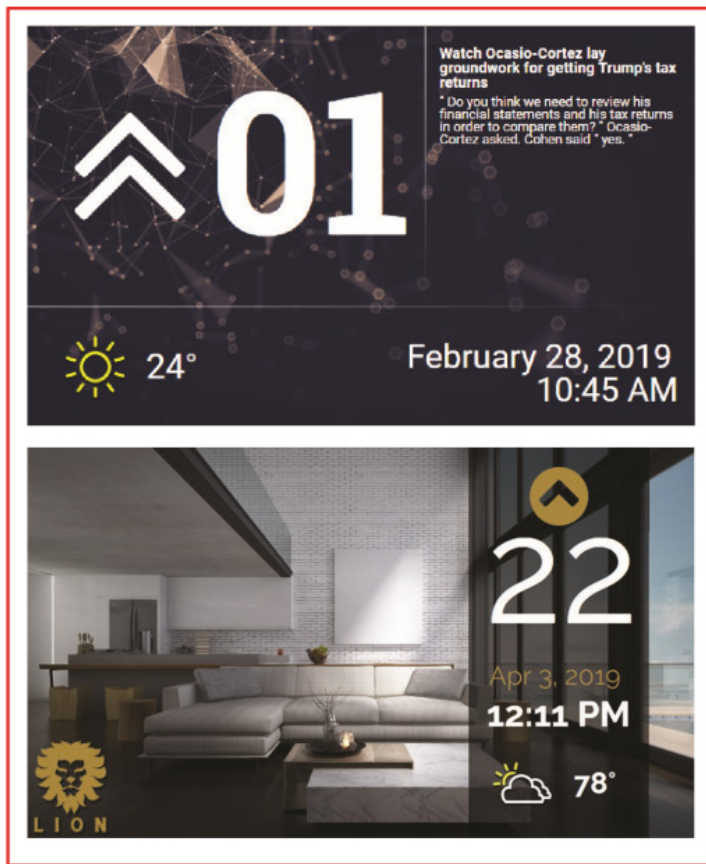 Watch Ocasio-Cortez lay
groundwork for getting Trump's tax
returns
" Do you think we need to review his
financial statements and his tax returns
in order to compare them? " Ocasio-
Cortez asked. Cohen said " yes. "
01
24°
February 28, 2019
10:45 AM
22
Apr 3, 2019
12:11 PM
78°
LION